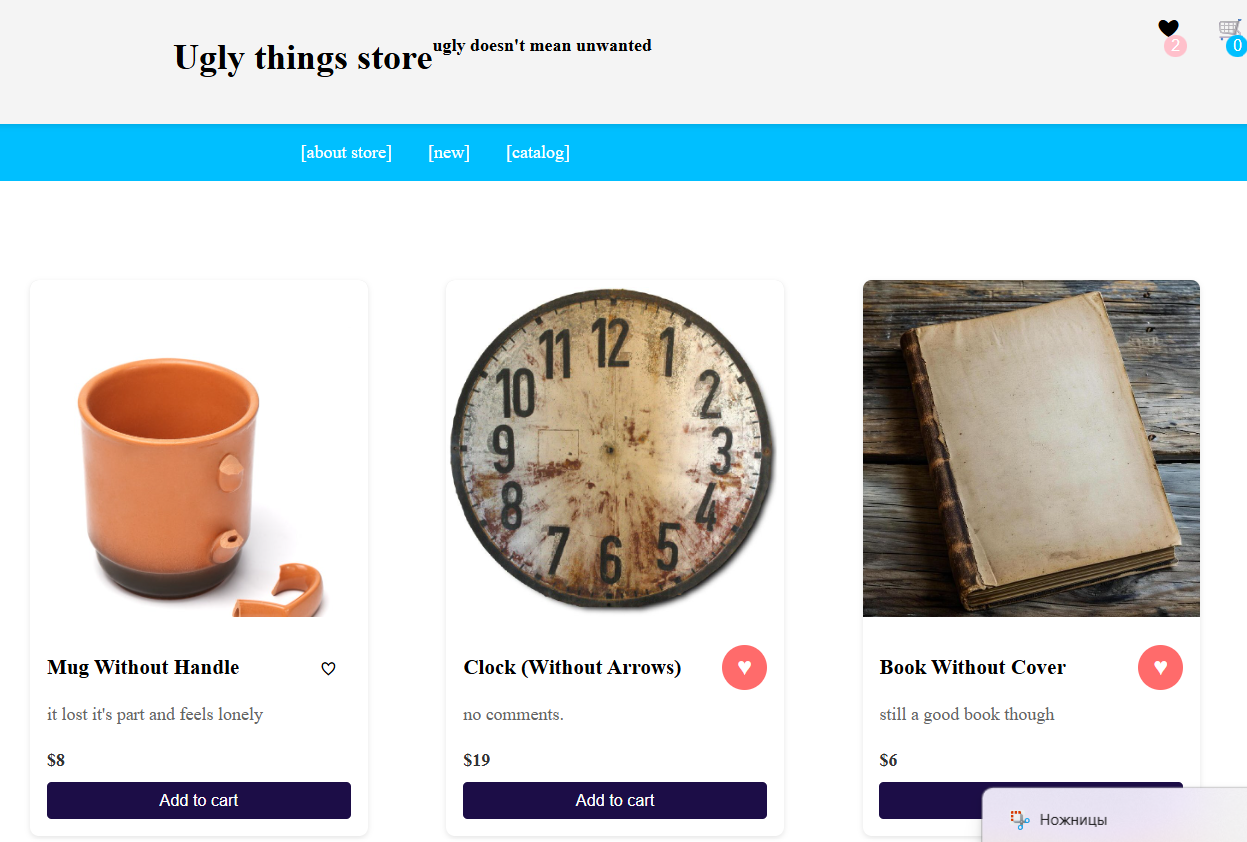 Ugly things store ugly doesn't mean unwanted
2
0
[about store] [new] [catalog]
12
11 1
10 2
9 3
8 4
7 5
6
Mug Without Handle
it lost it's part and feels lonely
$8
Add to cart
Clock (Without Arrows)
no comments.
$19
Add to cart
Book Without Cover
still a good book though
$6
Ножницы